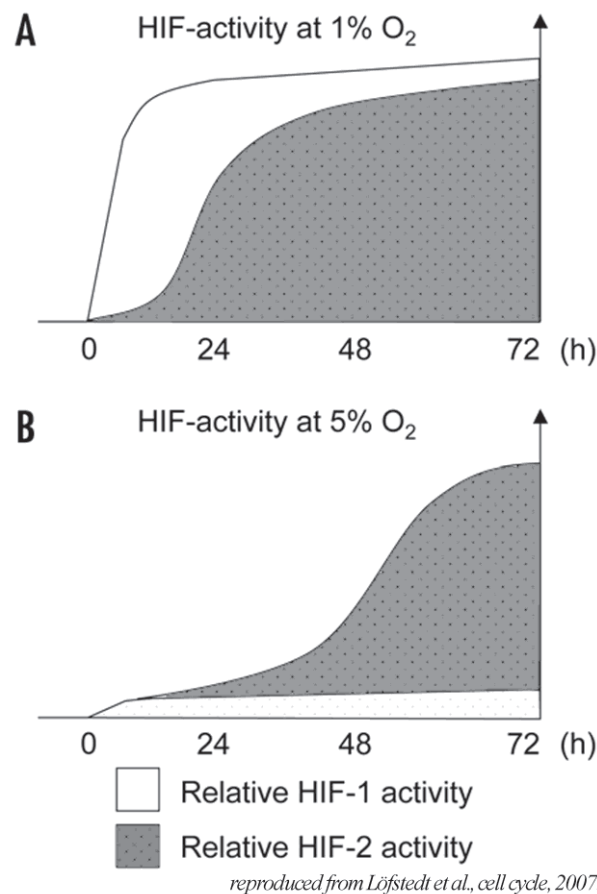 A
HIF-activity at 1% O₂
0 24 48 72 (h)
B
HIF-activity at 5% O₂
0 24 48 72 (h)
Relative HIF-1 activity
Relative HIF-2 activity
reproduced from Löfstedt et al., cell cycle, 2007